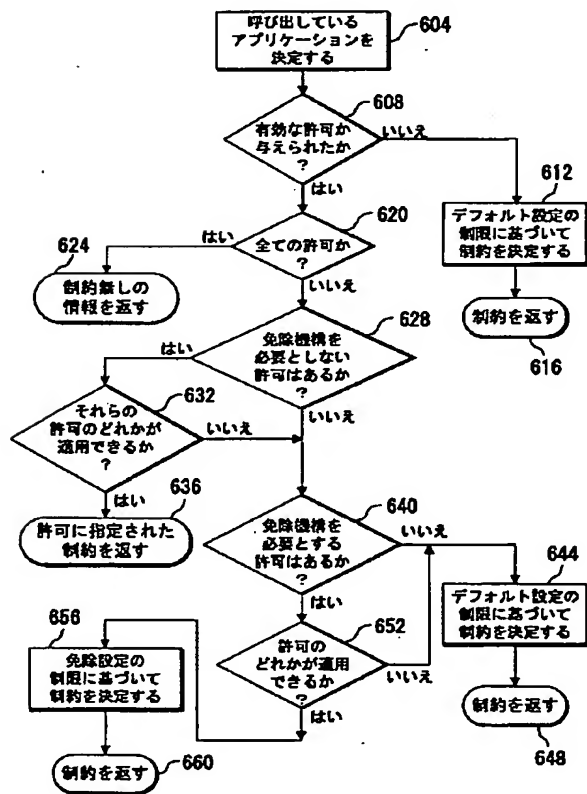 呼び出している
アプリケーションを
決定する
604
608
有効な許可が
与えられたか
?
いいえ
はい
612
デフォルト設定の
制限に基づいて
制約を決定する
制約を返す
616
620
全ての許可か
?
はい
いいえ
624
制約無しの
情報を返す
628
免除機構を
必要としない
許可はあるか
?
はい
いいえ
632
それらの
許可のどれかが
適用できるか
?
いいえ
はい
636
許可に指定された
制約を返す
640
免除機構を
必要とする
許可はあるか
?
いいえ
はい
644
デフォルト設定の
制限に基づいて
制約を決定する
制約を返す
648
652
許可の
どれかが適用
できるか
?
いいえ
はい
656
免除設定の
制限に基づいて
制約を決定する
制約を返す
660